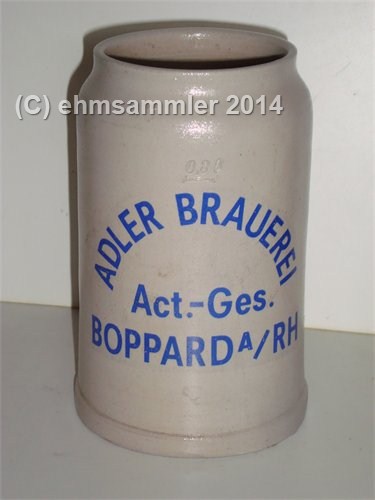 (C) ehmsammler 2014
ADLER BRAUEREI
Act.-Ges.
BOPPARD A/RH